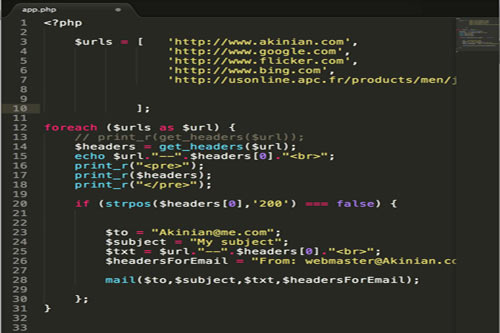 app.php
1 <?php
2
3 $urls = [ 'http://www.akinian.com',
4 'http://www.google.com',
5 'http://www.flicker.com',
6 'http://www.bing.com',
7 'http://usonline.apc.fr/products/men/j
8
9
10 ];
11
12 foreach ($urls as $url) {
13 // print_r(get_headers($url));
14 $headers = get_headers($url);
15 echo $url."--".$headers[0]."<br>";
16 print_r("<pre>");
17 print_r($headers);
18 print_r("</pre>");
19
20 if (strpos($headers[0],'200') === false) {
21
22
23 $to = "Akinian@me.com";
24 $subject = "My subject";
25 $txt = $url."--".$headers[0]."<br>";
26 $headersForEmail = "From: webmaster@Akinian.co
27
28 mail($to,$subject,$txt,$headersForEmail);
29
30 };
31 }
32
33